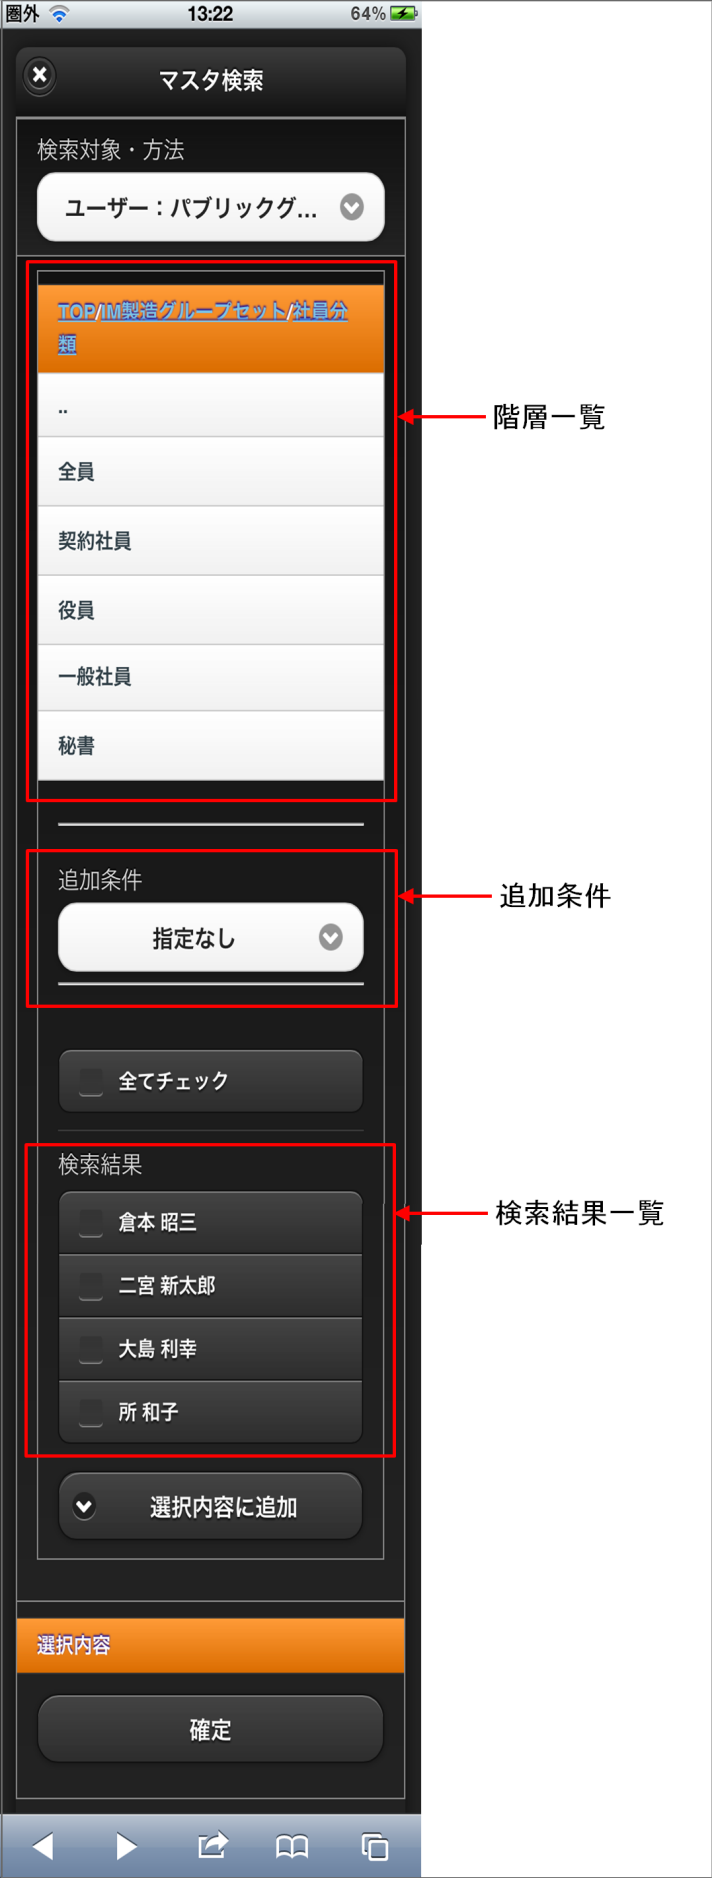 圏外 13:22 64%
マスタ検索
検索対象・方法
ユーザー：パブリックグ...
TOP/IM製造グループセット/社員分
類
..
階層一覧
全員
契約社員
役員
一般社員
秘書
追加条件
追加条件
指定なし
全てチェック
検索結果
検索結果一覧
倉本 昭三
二宮 新太郎
大島 利幸
所 和子
選択内容に追加
選択内容
確定